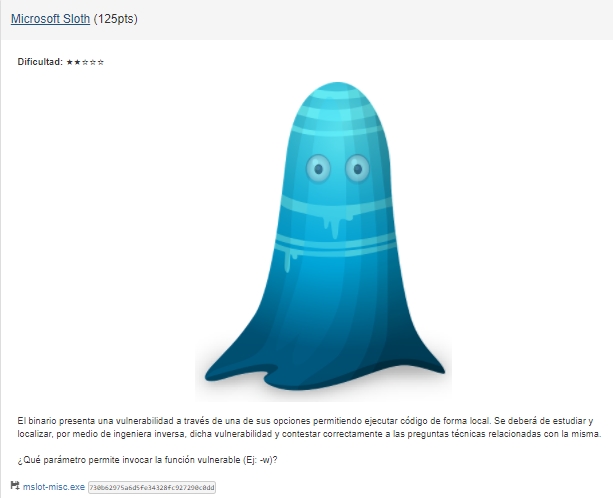 Microsoft Sloth (125pts)
Dificultad: ★★☆☆☆
El binario presenta una vulnerabilidad a través de una de sus opciones permitiendo ejecutar código de forma local. Se deberá de estudiar y
localizar, por medio de ingeniera inversa, dicha vulnerabilidad y contestar correctamente a las preguntas técnicas relacionadas con la misma.
¿Qué parámetro permite invocar la función vulnerable (Ej: -w)?
mslot-misc.exe